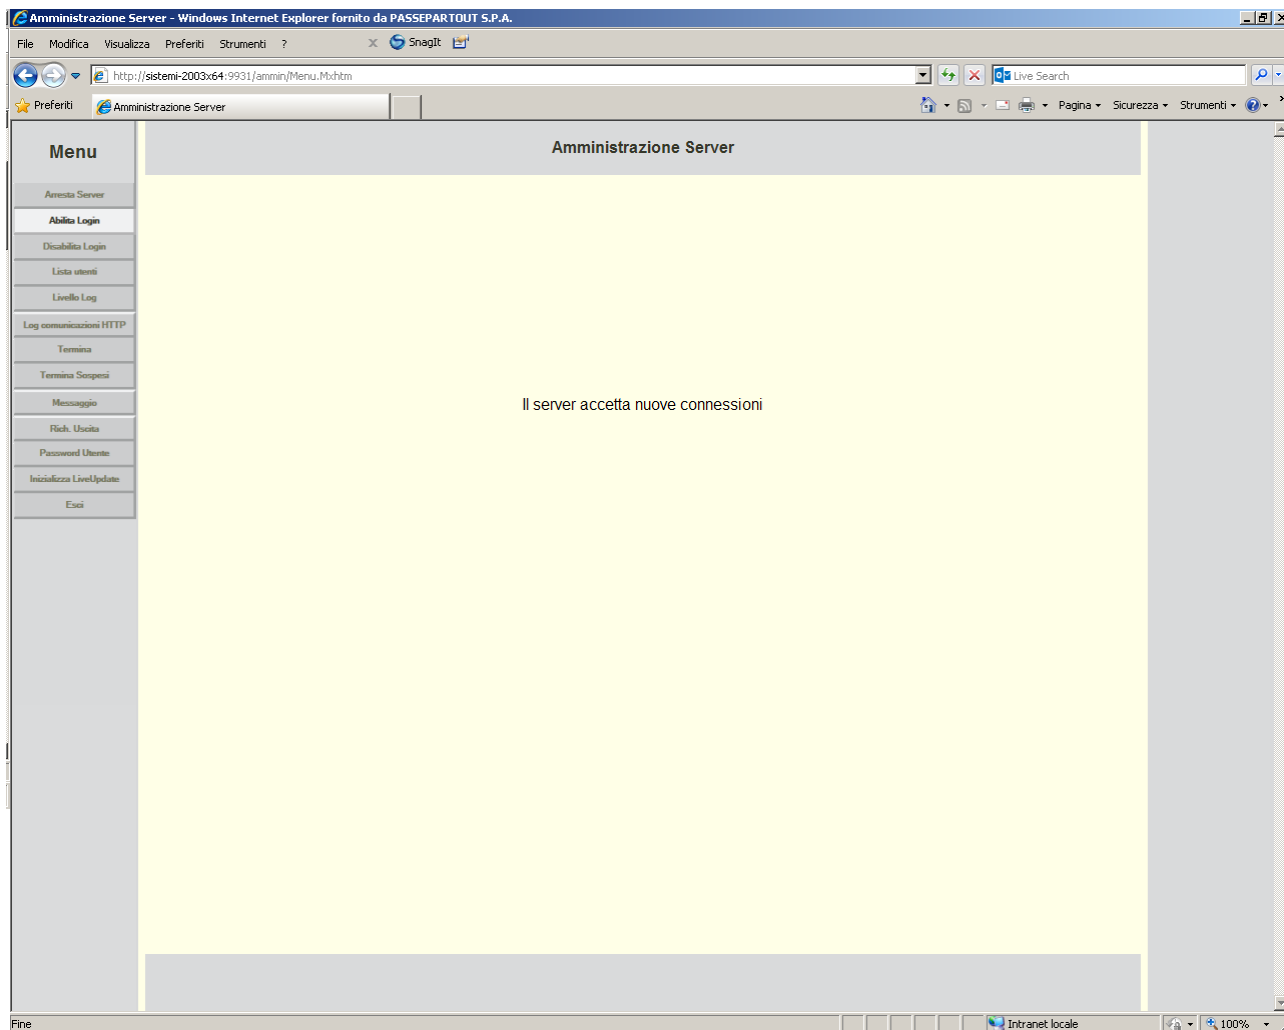 Amministrazione Server - Windows Internet Explorer fornito da PASSEPARTOUT S.P.A.
File Modifica Visualizza Preferiti Strumenti ? x SnagIt
http://sistemi-2003x64:9931/ammin/Menu.Mxhtm Live Search
Preferiti Amministrazione Server Pagina Sicurezza Strumenti
Menu
Amministrazione Server
Arresta Server
Abilita Login
Disabilita Login
Lista utenti
Livello Log
Log comunicazioni HTTP
Termina
Termina Sospesi
Messaggio
Rich. Uscita
Password Utente
Inizializza LiveUpdate
Esci
Il server accetta nuove connessioni
Fine Intranet locale 100%